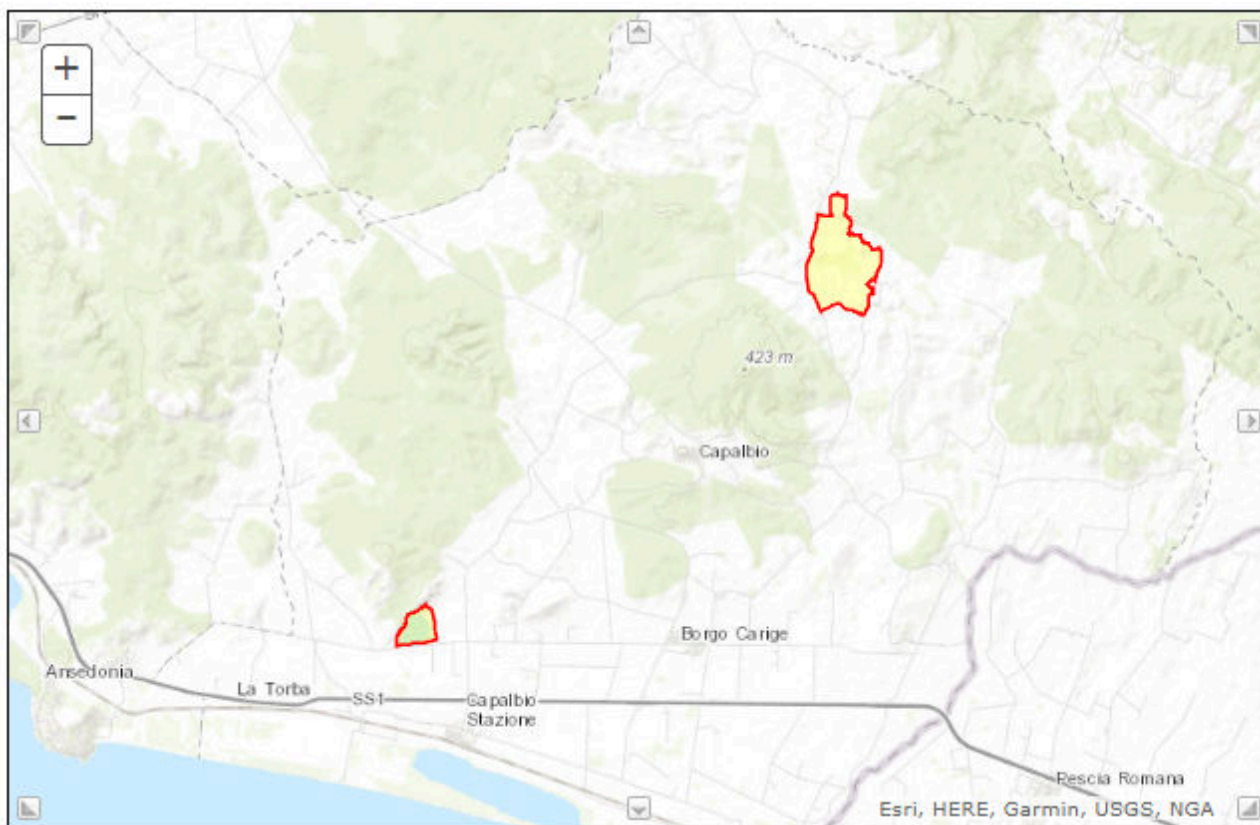 +
−
423 m
Capalbio
Borgo Carige
Ansedonia
La Torba
SS1
Capalbio
Stazione
Pescia Romana
Esri, HERE, Garmin, USGS, NGA